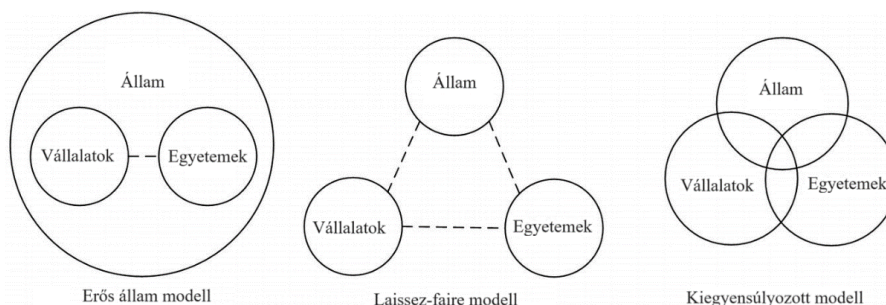 Állam
Vállalatok
Egyetemek
Erős állam modell
Állam
Vállalatok
Egyetemek
Laissez-faire modell
Állam
Vállalatok
Egyetemek
Kiegyensúlyozott modell